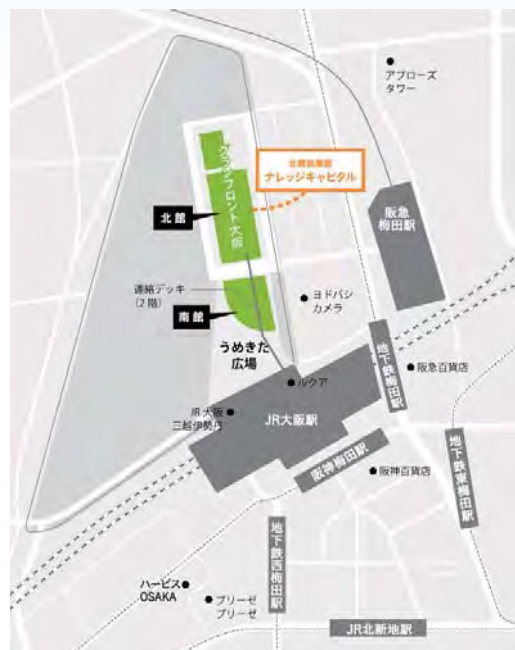 アプローズ
タワー
グランフロント大阪
北館低層部
ナレッジキャピタル
阪急
梅田駅
北館
連絡デッキ
(2階)
ヨドバシ
カメラ
南館
うめきた
広場
地下鉄梅田駅
阪急百貨店
ルクア
JR大阪
三越伊勢丹
JR大阪駅
阪神梅田駅
阪神百貨店
地下鉄東梅田駅
地下鉄西梅田駅
ハービス
OSAKA
ブリーゼ
ブリーゼ
JR北新地駅